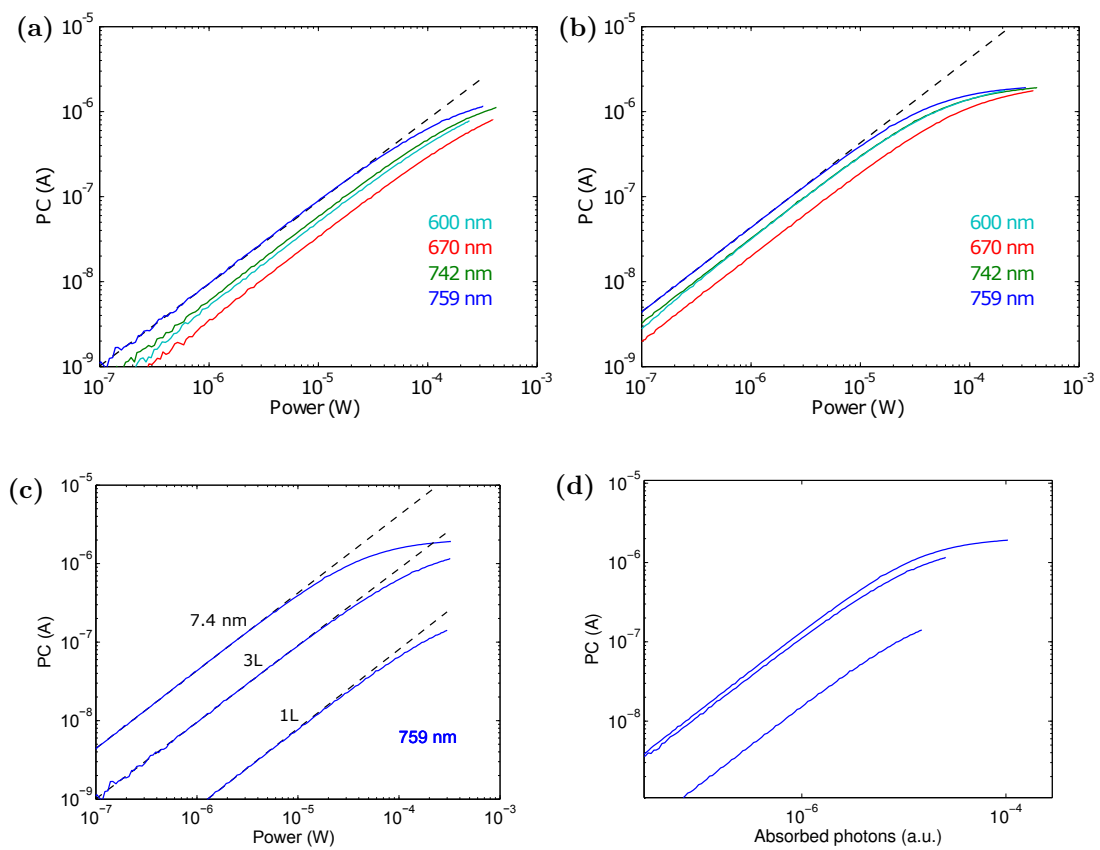 (a)
10⁻⁵
10⁻⁶
10⁻⁷
10⁻⁸
10⁻⁹
PC (A)
600 nm
670 nm
742 nm
759 nm
10⁻⁷ 10⁻⁶ 10⁻⁵ 10⁻⁴ 10⁻³
Power (W)
(b)
10⁻⁵
10⁻⁶
10⁻⁷
10⁻⁸
10⁻⁹
PC (A)
600 nm
670 nm
742 nm
759 nm
10⁻⁷ 10⁻⁶ 10⁻⁵ 10⁻⁴ 10⁻³
Power (W)
(c)
10⁻⁵
10⁻⁶
10⁻⁷
10⁻⁸
10⁻⁹
PC (A)
7.4 nm
3L
1L
759 nm
10⁻⁷ 10⁻⁶ 10⁻⁵ 10⁻⁴ 10⁻³
Power (W)
(d)
10⁻⁵
10⁻⁶
10⁻⁷
10⁻⁸
PC (A)
10⁻⁶ 10⁻⁴
Absorbed photons (a.u.)